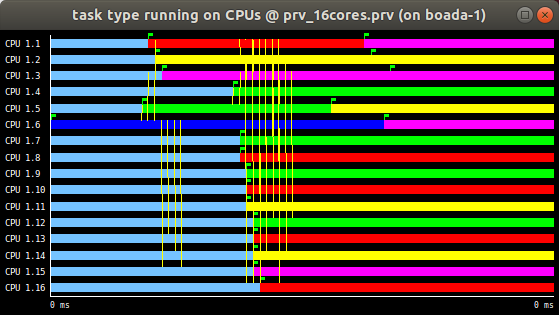 task type running on CPUs @ prv_16cores.prv (on boada-1)
CPU 1.1
CPU 1.2
CPU 1.3
CPU 1.4
CPU 1.5
CPU 1.6
CPU 1.7
CPU 1.8
CPU 1.9
CPU 1.10
CPU 1.11
CPU 1.12
CPU 1.13
CPU 1.14
CPU 1.15
CPU 1.16
0 ms 0 ms